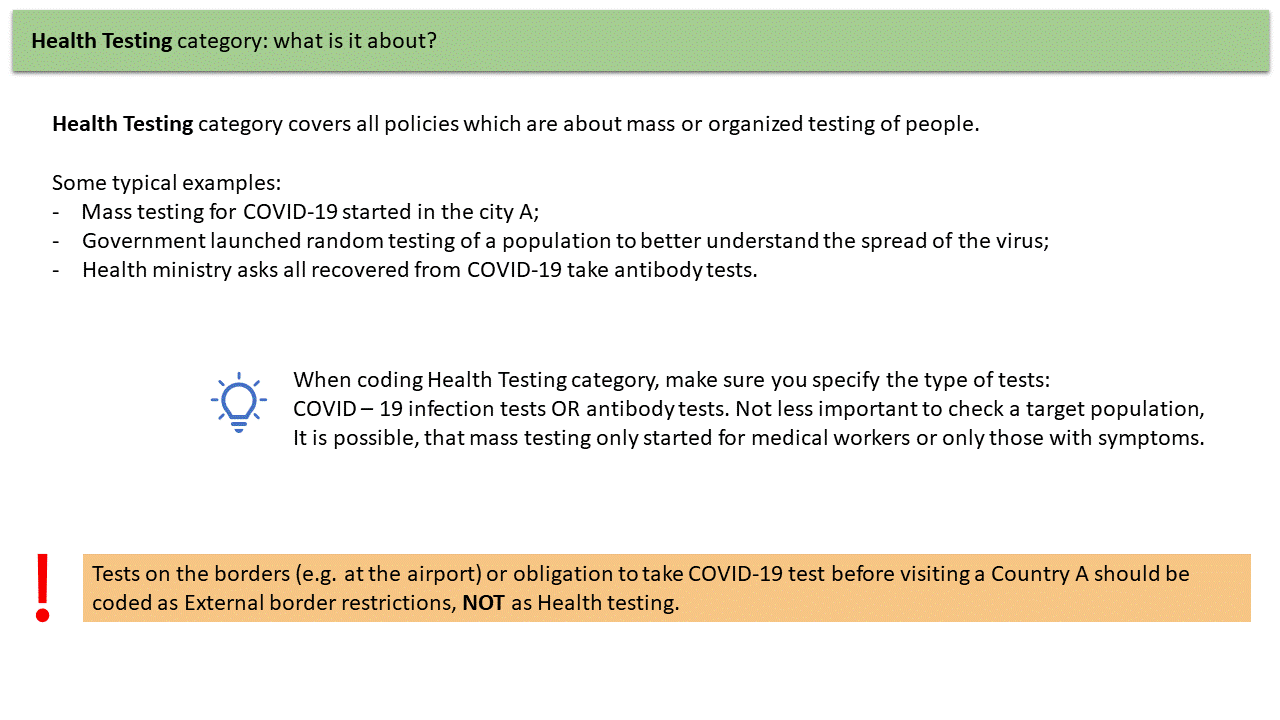 Health Testing category: what is it about?
Health Testing category covers all policies which are about mass or organized testing of people.
Some typical examples:
- Mass testing for COVID-19 started in the city A;
- Government launched random testing of a population to better understand the spread of the virus;
- Health ministry asks all recovered from COVID-19 take antibody tests.
When coding Health Testing category, make sure you specify the type of tests:
COVID – 19 infection tests OR antibody tests. Not less important to check a target population,
It is possible, that mass testing only started for medical workers or only those with symptoms.
! Tests on the borders (e.g. at the airport) or obligation to take COVID-19 test before visiting a Country A should be
coded as External border restrictions, NOT as Health testing.